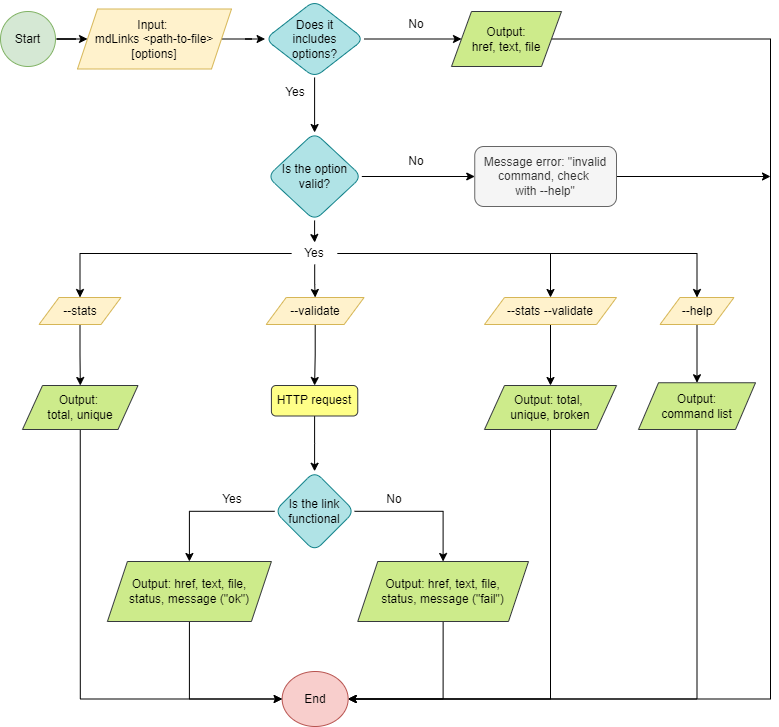 Start
Input:
mdLinks <path-to-file>
[options]
Does it
includes
options?
No
Output:
href, text, file
Yes
Is the option
valid?
No
Message error: "invalid
command, check
with --help"
Yes
--stats
--validate
--stats --validate
--help
Output:
total, unique
HTTP request
Output: total,
unique, broken
Output:
command list
Is the link
functional
Yes
No
Output: href, text, file,
status, message ("ok")
Output: href, text, file,
status, message ("fail")
End